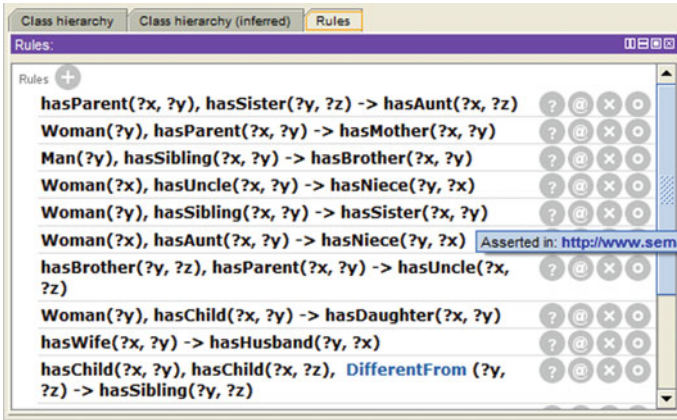 Class hierarchy Class hierarchy (inferred) Rules
Rules:
Rules
hasParent(?x, ?y), hasSister(?y, ?z) -> hasAunt(?x, ?z)
Woman(?y), hasParent(?x, ?y) -> hasMother(?x, ?y)
Man(?y), hasSibling(?x, ?y) -> hasBrother(?x, ?y)
Woman(?x), hasUncle(?x, ?y) -> hasNiece(?y, ?x)
Woman(?y), hasSibling(?x, ?y) -> hasSister(?x, ?y)
Woman(?x), hasAunt(?x, ?y) -> hasNiece(?y, ?x) Asserted in: http://www.sem
hasBrother(?y, ?z), hasParent(?x, ?y) -> hasUncle(?x,
?z)
Woman(?y), hasChild(?x, ?y) -> hasDaughter(?x, ?y)
hasWife(?x, ?y) -> hasHusband(?y, ?x)
hasChild(?x, ?y), hasChild(?x, ?z), DifferentFrom (?y,
?z) -> hasSibling(?y, ?z)